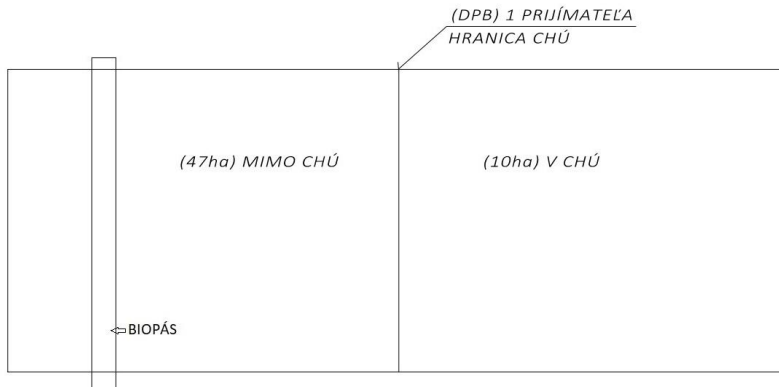 (DPB) 1 PRIJÍMATEĽA
HRANICA CHÚ
(47ha) MIMO CHÚ
(10ha) V CHÚ
BIOPÁS